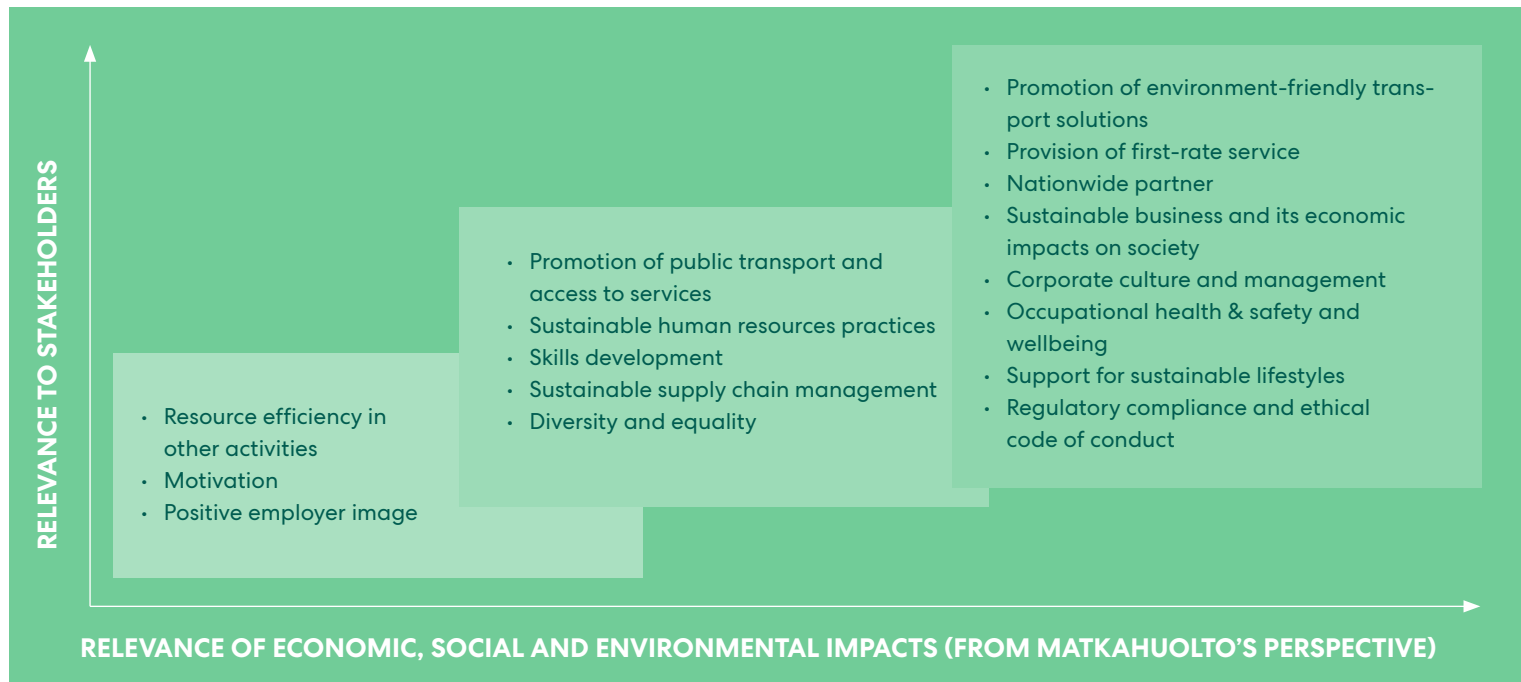 RELEVANCE TO STAKEHOLDERS
• Resource efficiency in
other activities
• Motivation
• Positive employer image
• Promotion of public transport and
access to services
• Sustainable human resources practices
• Skills development
• Sustainable supply chain management
• Diversity and equality
• Promotion of environment-friendly trans-
port solutions
• Provision of first-rate service
• Nationwide partner
• Sustainable business and its economic
impacts on society
• Corporate culture and management
• Occupational health & safety and
wellbeing
• Support for sustainable lifestyles
• Regulatory compliance and ethical
code of conduct
RELEVANCE OF ECONOMIC, SOCIAL AND ENVIRONMENTAL IMPACTS (FROM MATKAHUOLTO’S PERSPECTIVE)